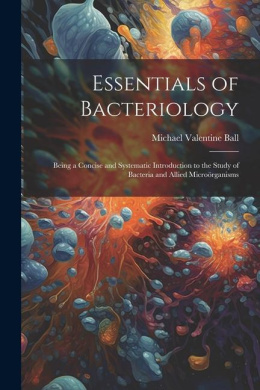 Essentials of
Bacteriology
Michael Valentine Ball
Being a Concise and Systematic Introduction to the Study of
Bacteria and Allied Microörganisms